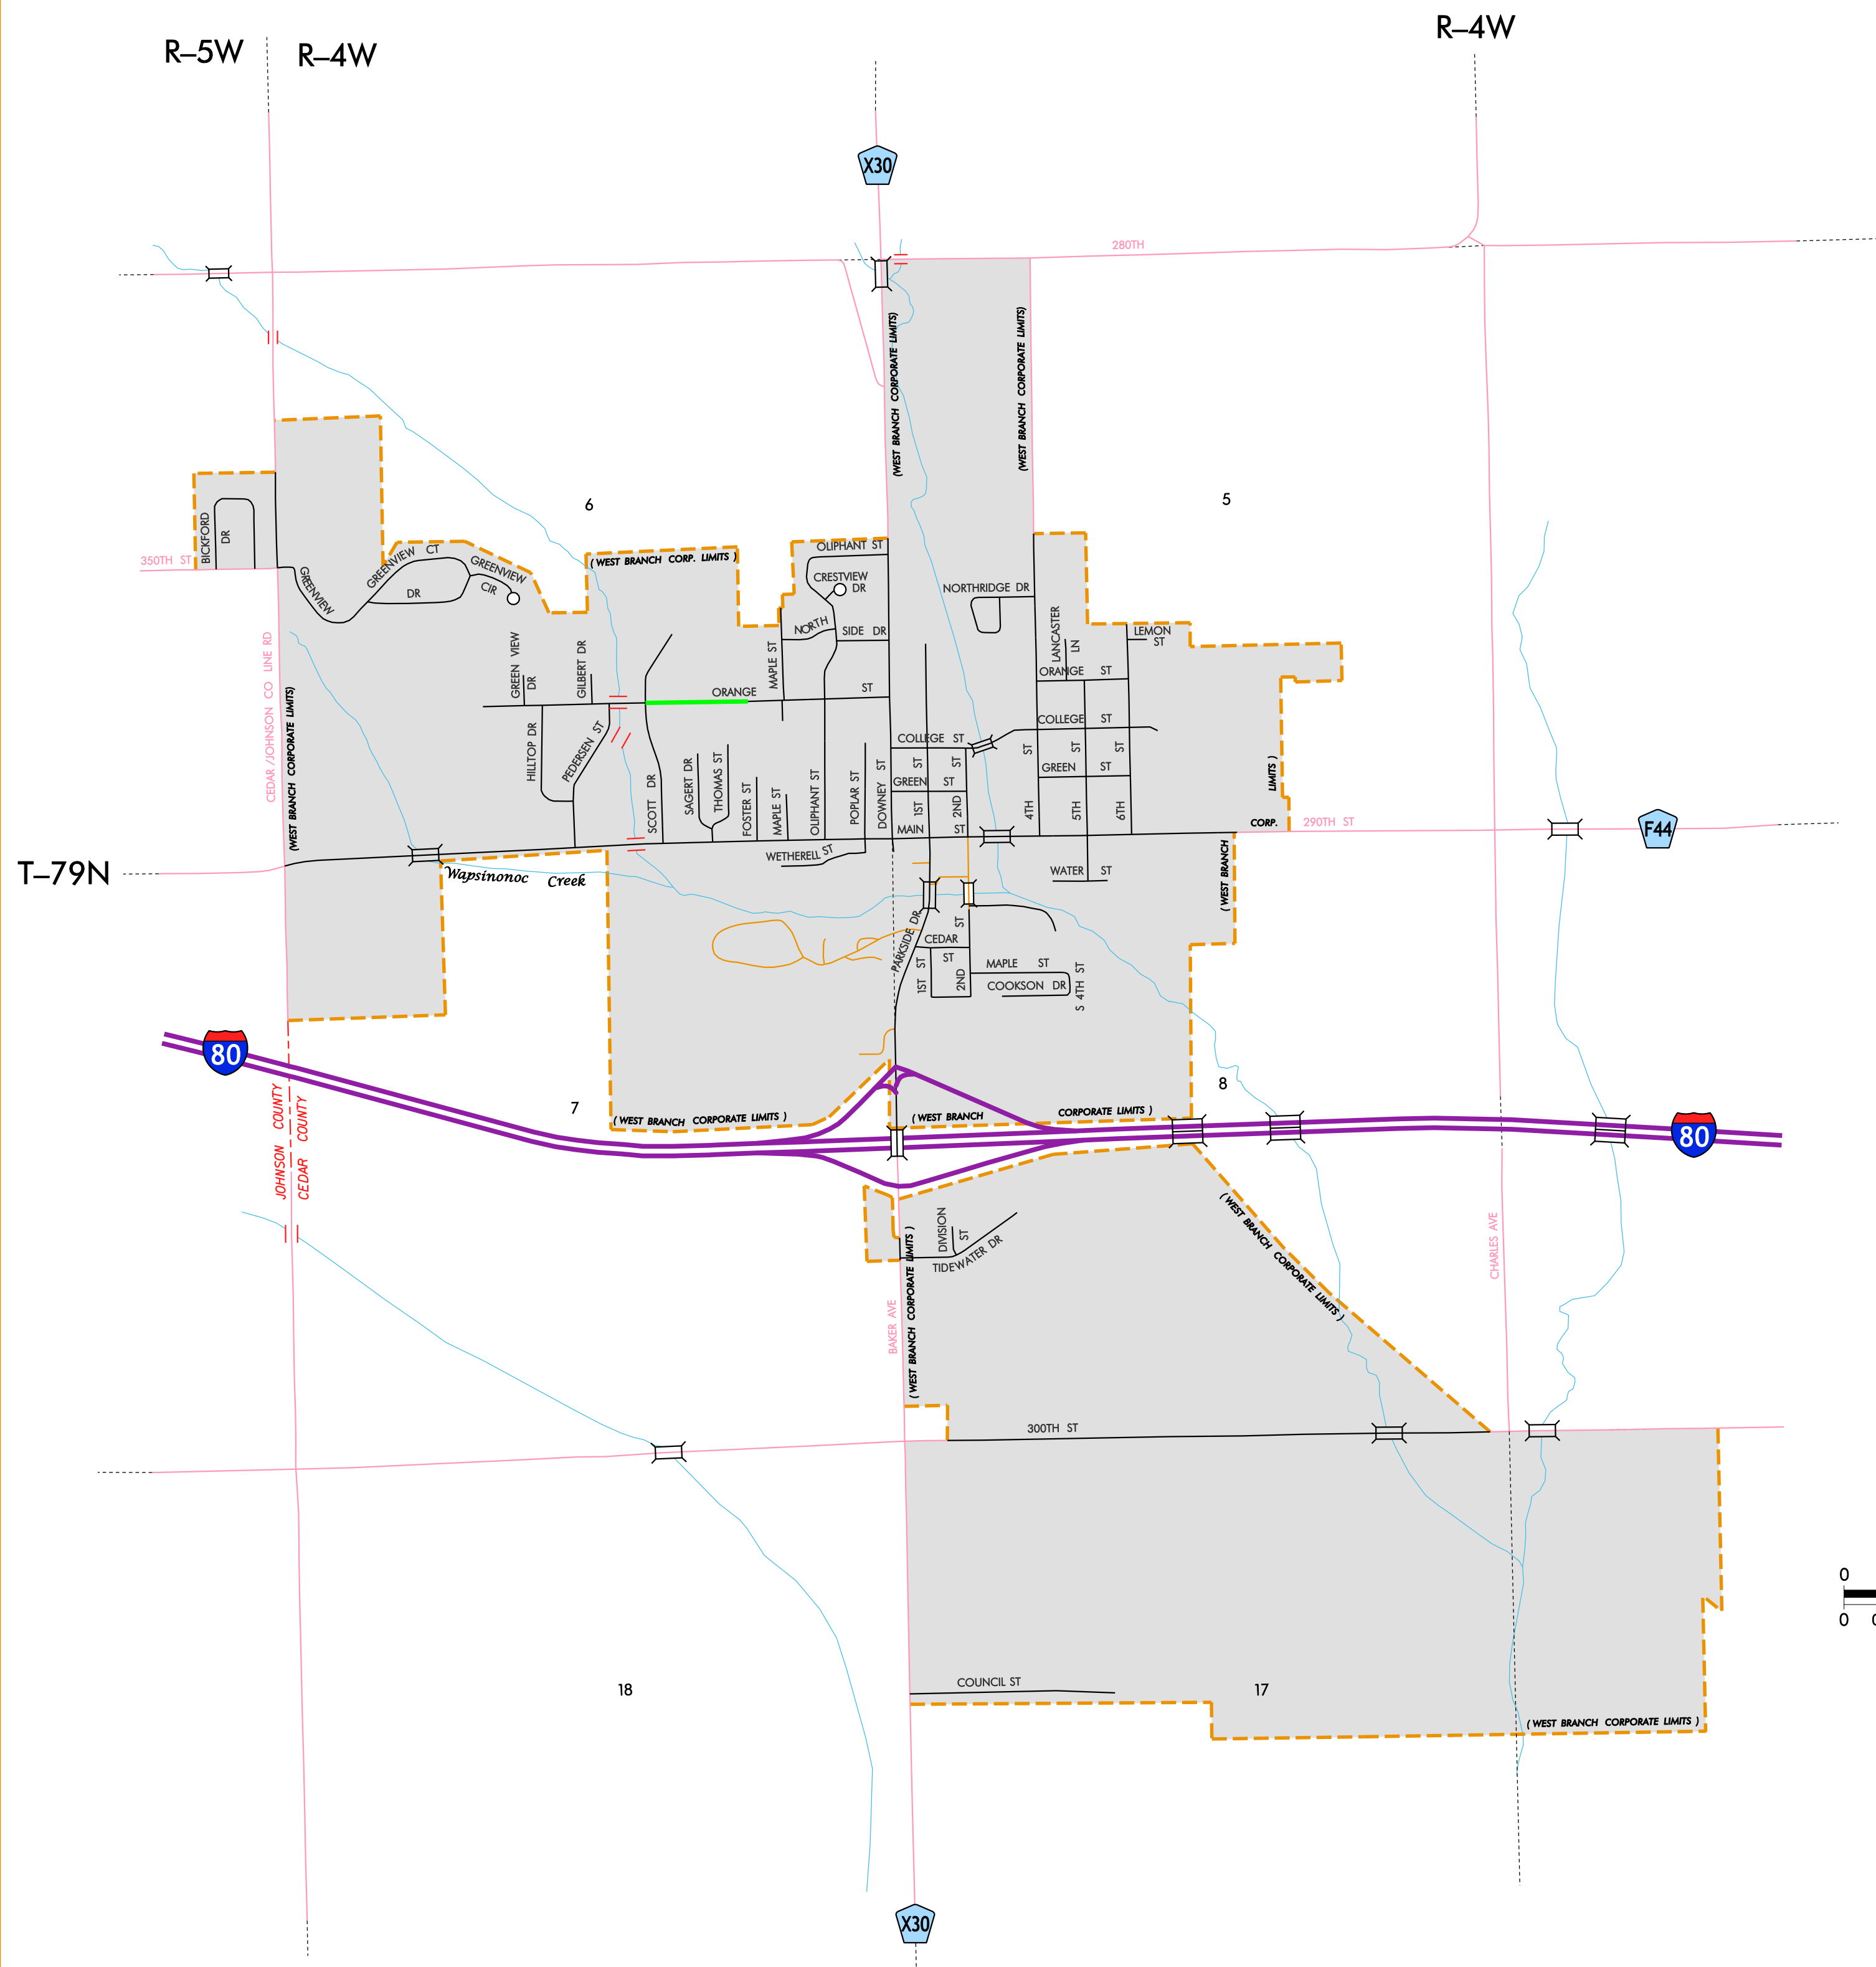 R–5W
R–4W
R–4W
X30
280TH
(WEST BRANCH CORPORATE LIMITS)
(WEST BRANCH CORPORATE LIMITS)
6
5
BICKFORD
DR
350TH ST
GREENVIEW
GREENVIEW CT
DR
GREENVIEW
CIR
( WEST BRANCH CORP. LIMITS )
OLIPHANT ST
CRESTVIEW
DR
NORTH
SIDE DR
NORTHRIDGE DR
LANCASTER
LN
LEMON
ST
ORANGE ST
CEDAR /JOHNSON CO LINE RD
(WEST BRANCH CORPORATE LIMITS)
GREEN VIEW
DR
GILBERT DR
MAPLE ST
ORANGE
ST
HILLTOP DR
PEDERSEN ST
SCOTT DR
SAGERT DR
THOMAS ST
FOSTER ST
MAPLE ST
OLIPHANT ST
POPLAR ST
DOWNEY ST
COLLEGE ST
COLLEGE ST
GREEN ST
GREEN ST
1ST ST
2ND ST
4TH ST
5TH ST
6TH ST
MAIN ST
LIMITS )
CORP.
290TH ST
F44
( WEST BRANCH
T–79N
Wapsinonoc Creek
WETHERELL ST
WATER ST
PARKSIDE DR
CEDAR
ST
1ST ST
2ND
ST
MAPLE ST
COOKSON DR
S 4TH ST
80
JOHNSON COUNTY
CEDAR COUNTY
7
8
( WEST BRANCH CORPORATE LIMITS )
( WEST BRANCH CORPORATE LIMITS )
80
DIVISION
ST
TIDEWATER DR
BAKER AVE
( WEST BRANCH CORPORATE LIMITS )
( WEST BRANCH CORPORATE LIMITS )
CHARLES AVE
300TH ST
0
0
COUNCIL ST
18
17
( WEST BRANCH CORPORATE LIMITS )
X30